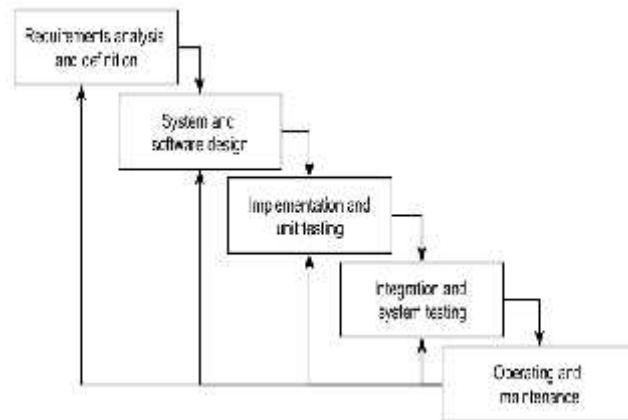 Requirements analysis
and definition
System and
software design
Implementation and
unit testing
Integration and
system testing
Operating and
maintenance